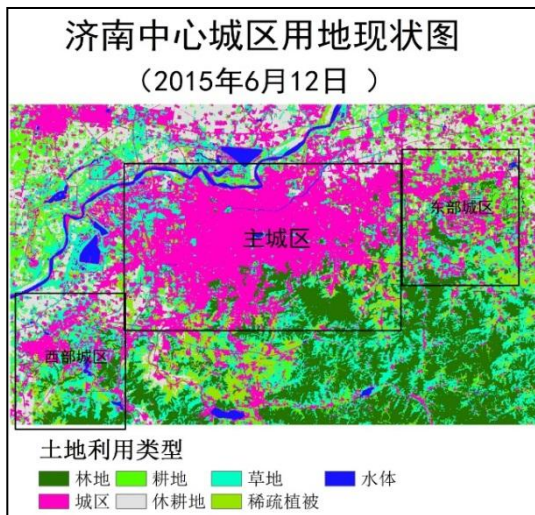 济南中心城区用地现状图
（2015年6月12日 ）
东部城区
主城区
西部城区
土地利用类型
林地 耕地 草地 水体
城区 休耕地 稀疏植被